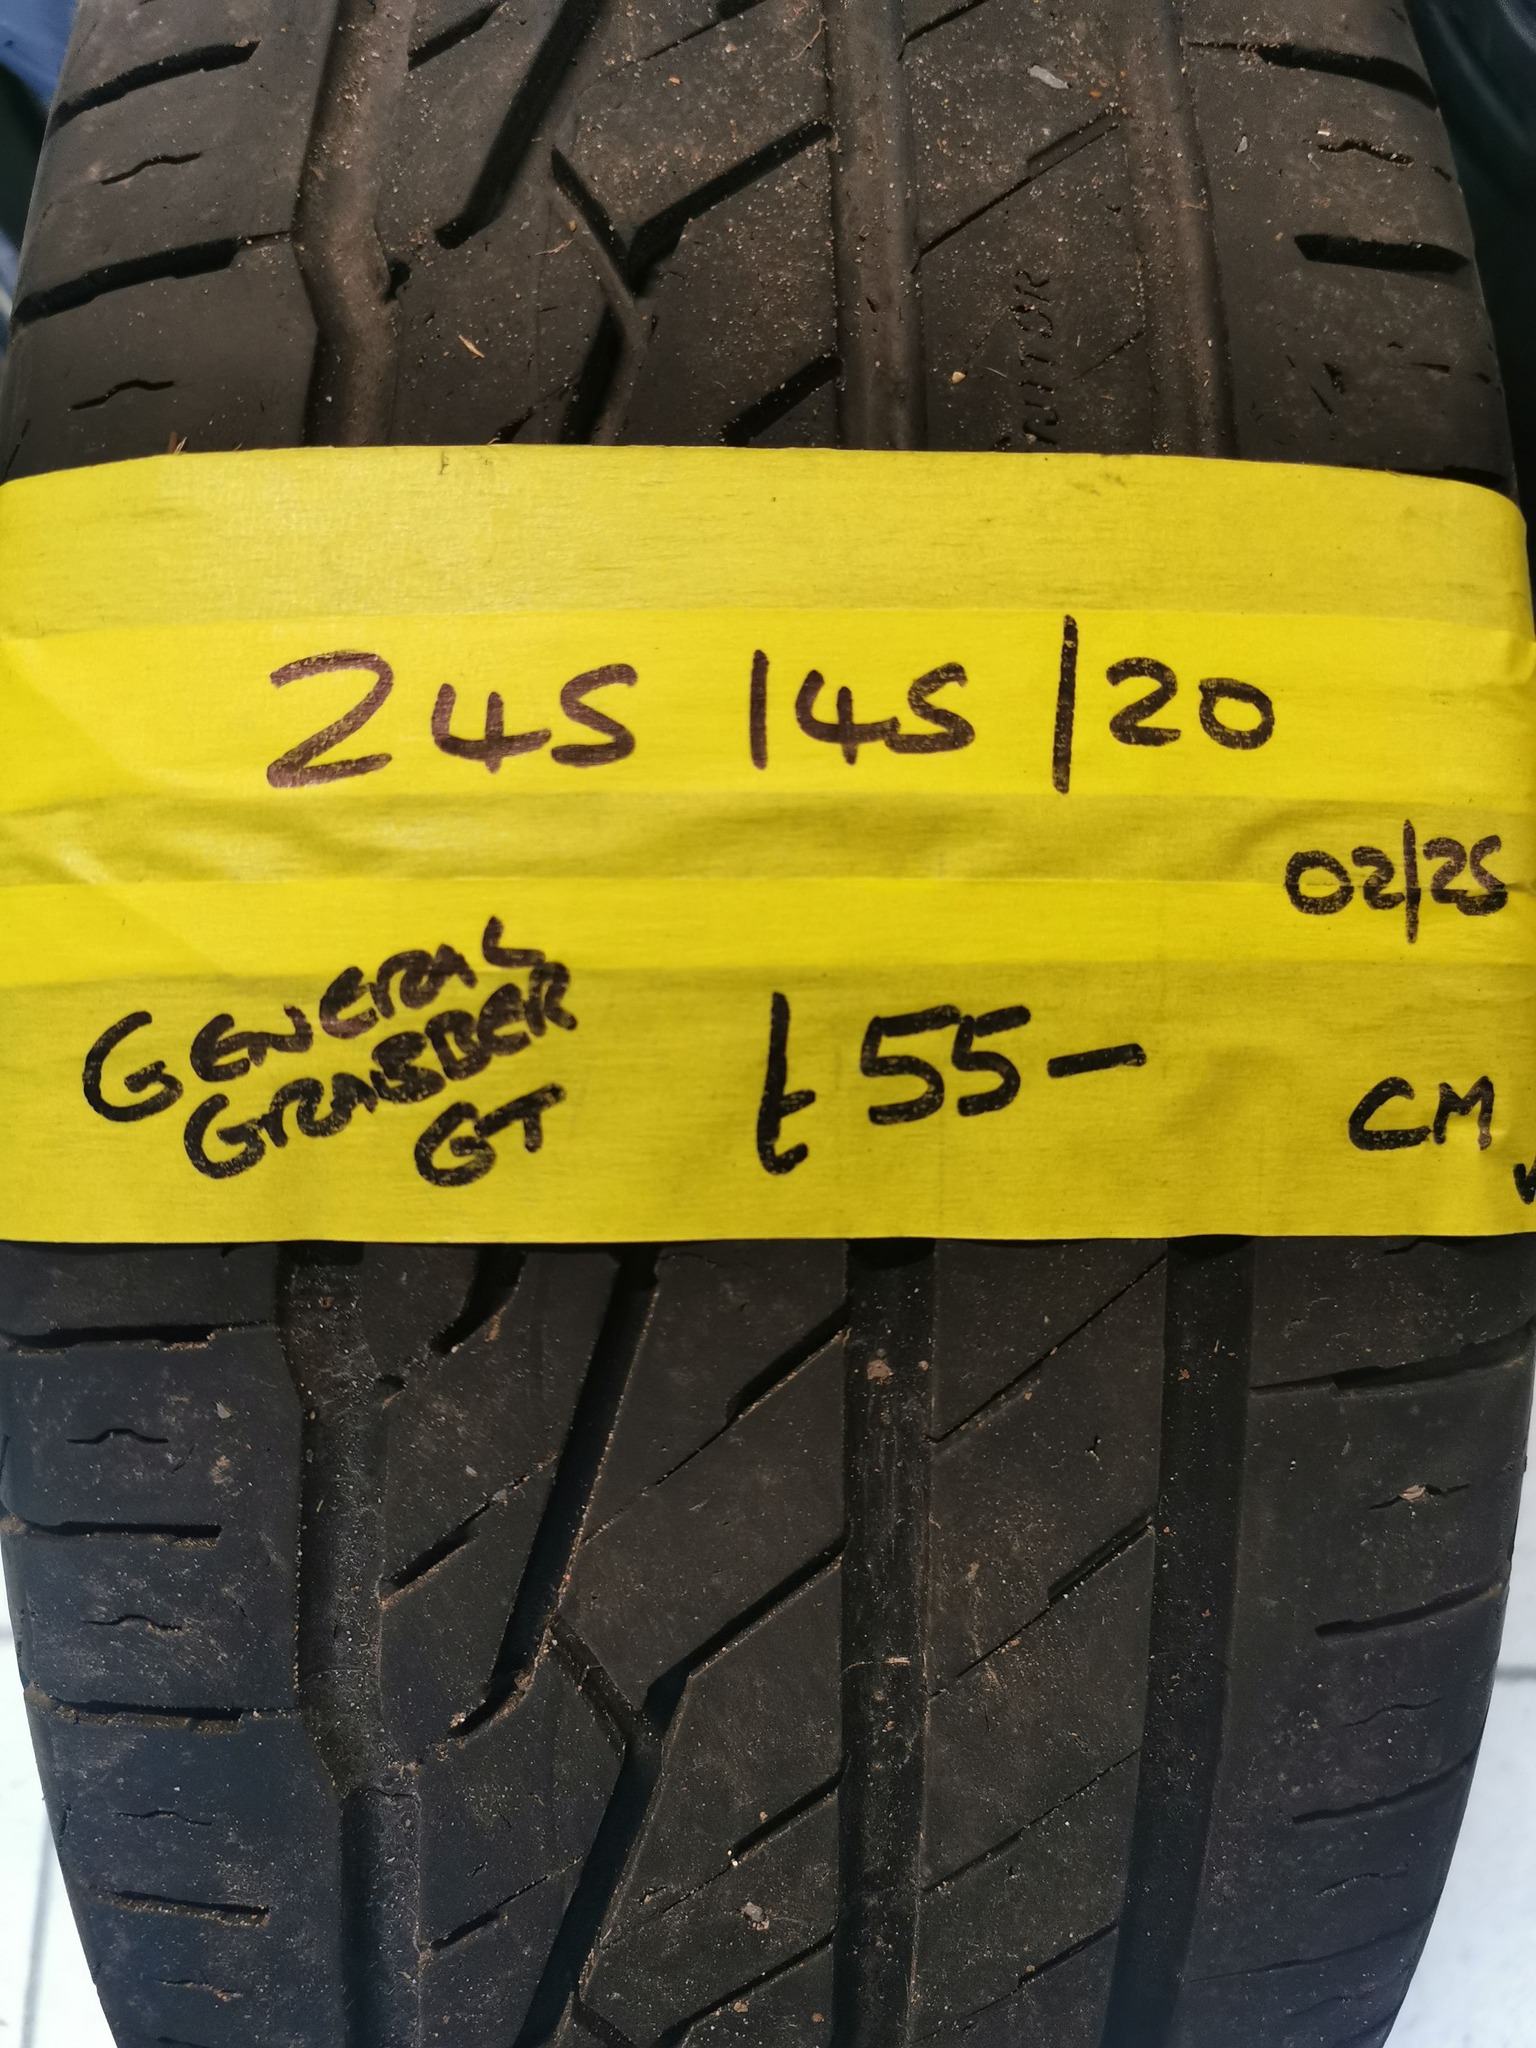 245/45/20
02/25
GENERAL
GRABBER
GT
£55-
CM